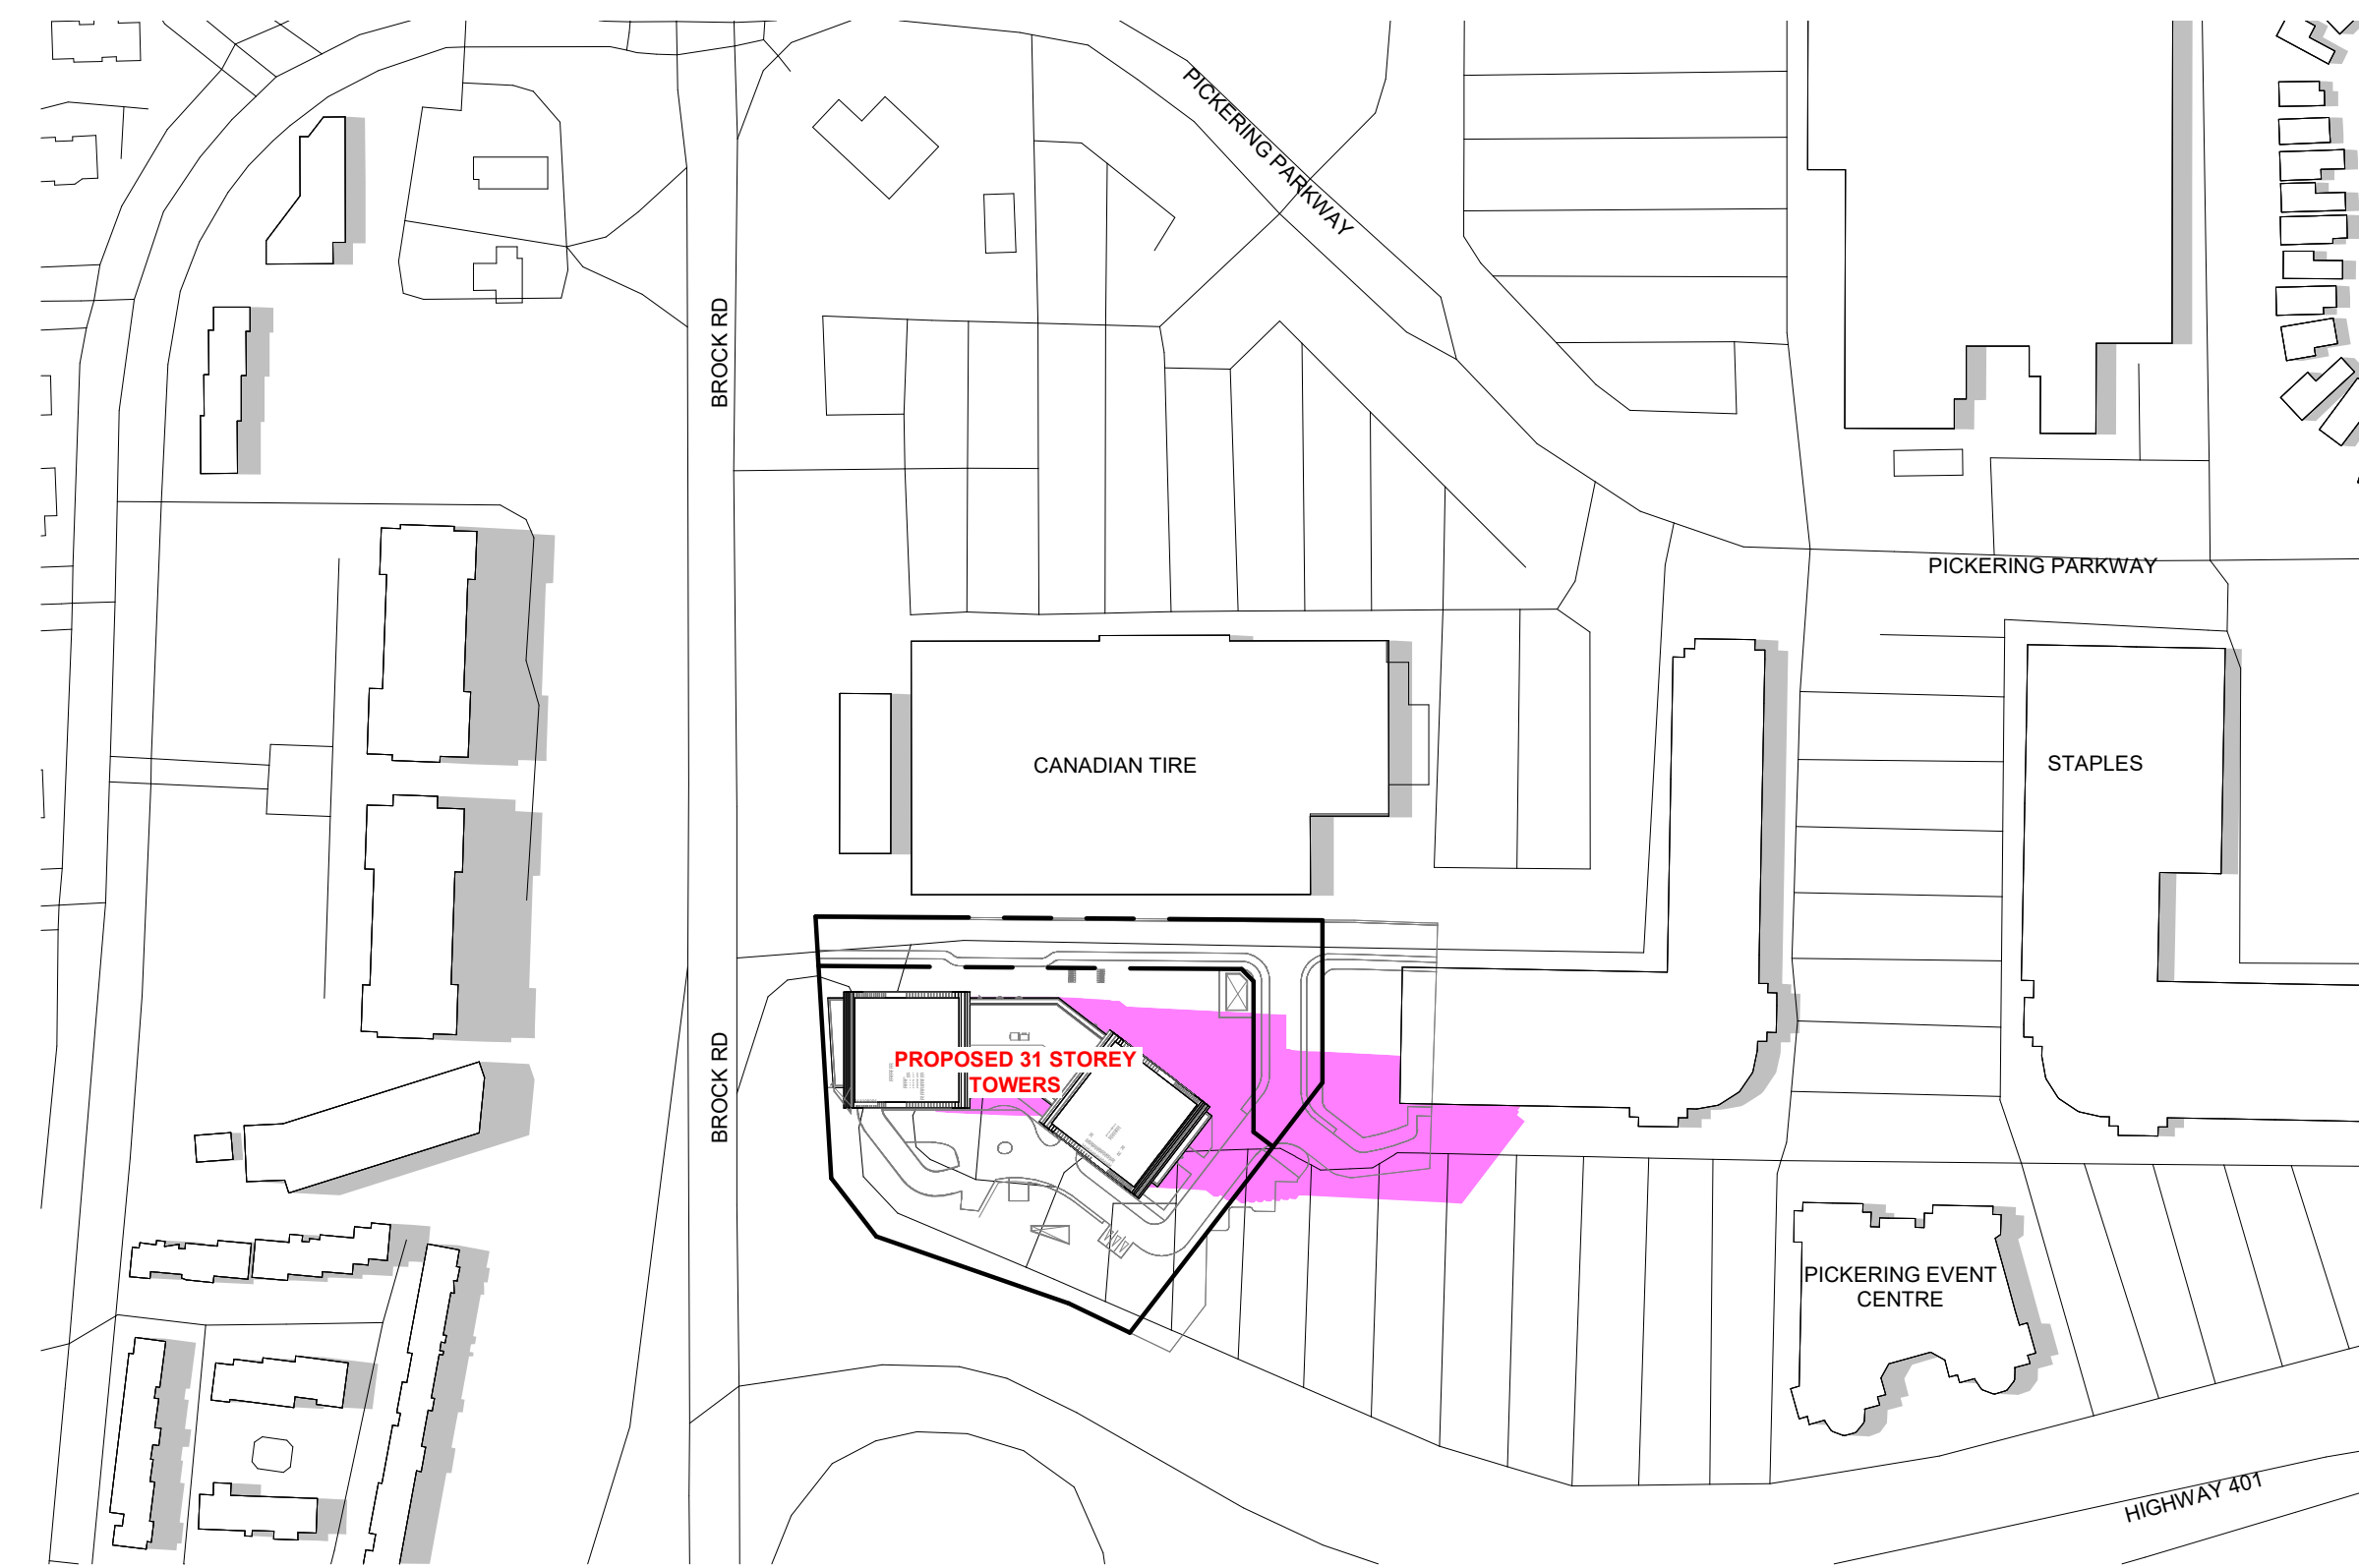 PICKERING PARKWAY
BROCK RD
PICKERING PARKWAY
CANADIAN TIRE
STAPLES
PROPOSED 31 STOREY
TOWERS
BROCK RD
PICKERING EVENT
CENTRE
HIGHWAY 401